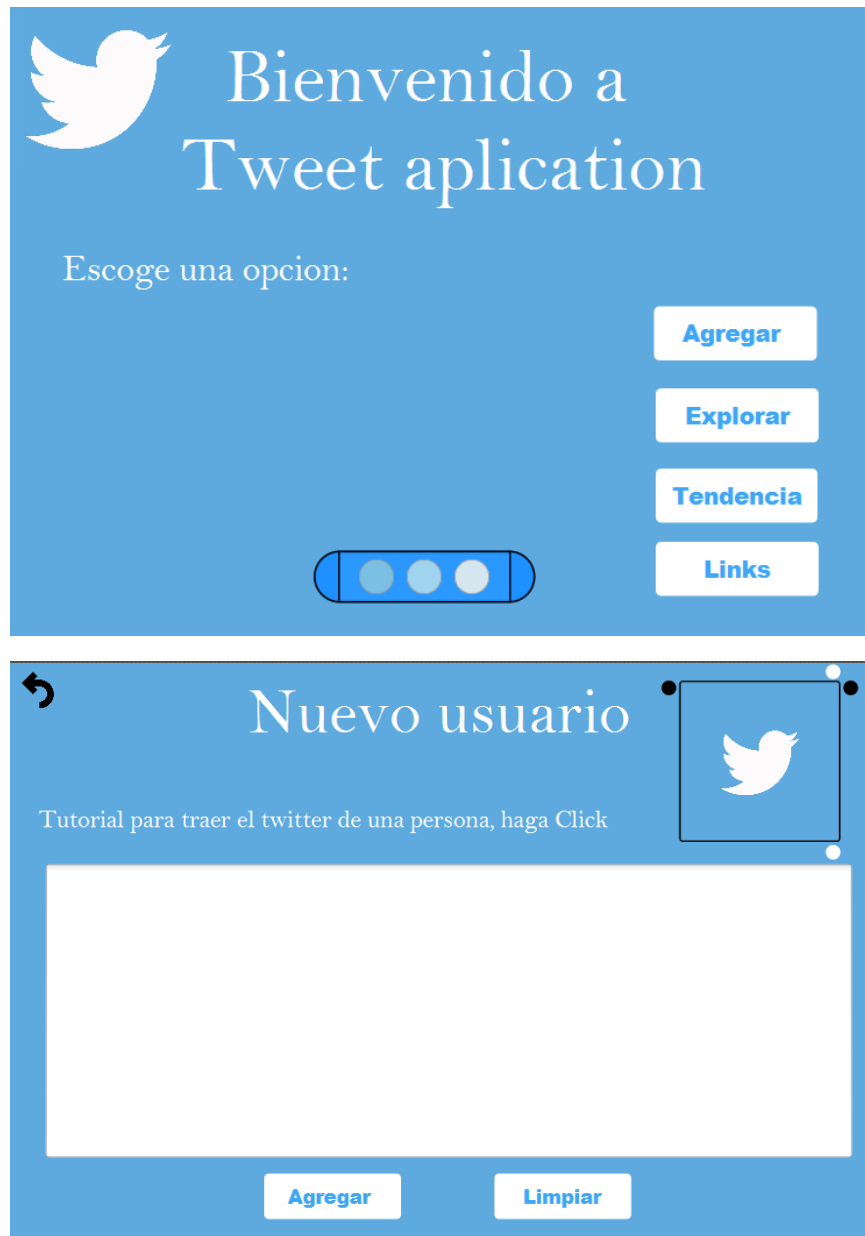 Bienvenido a
Tweet aplication
Escoge una opcion:
Agregar
Explorar
Tendencia
Links
Nuevo usuario
Tutorial para traer el twitter de una persona, haga Click
Agregar
Limpiar